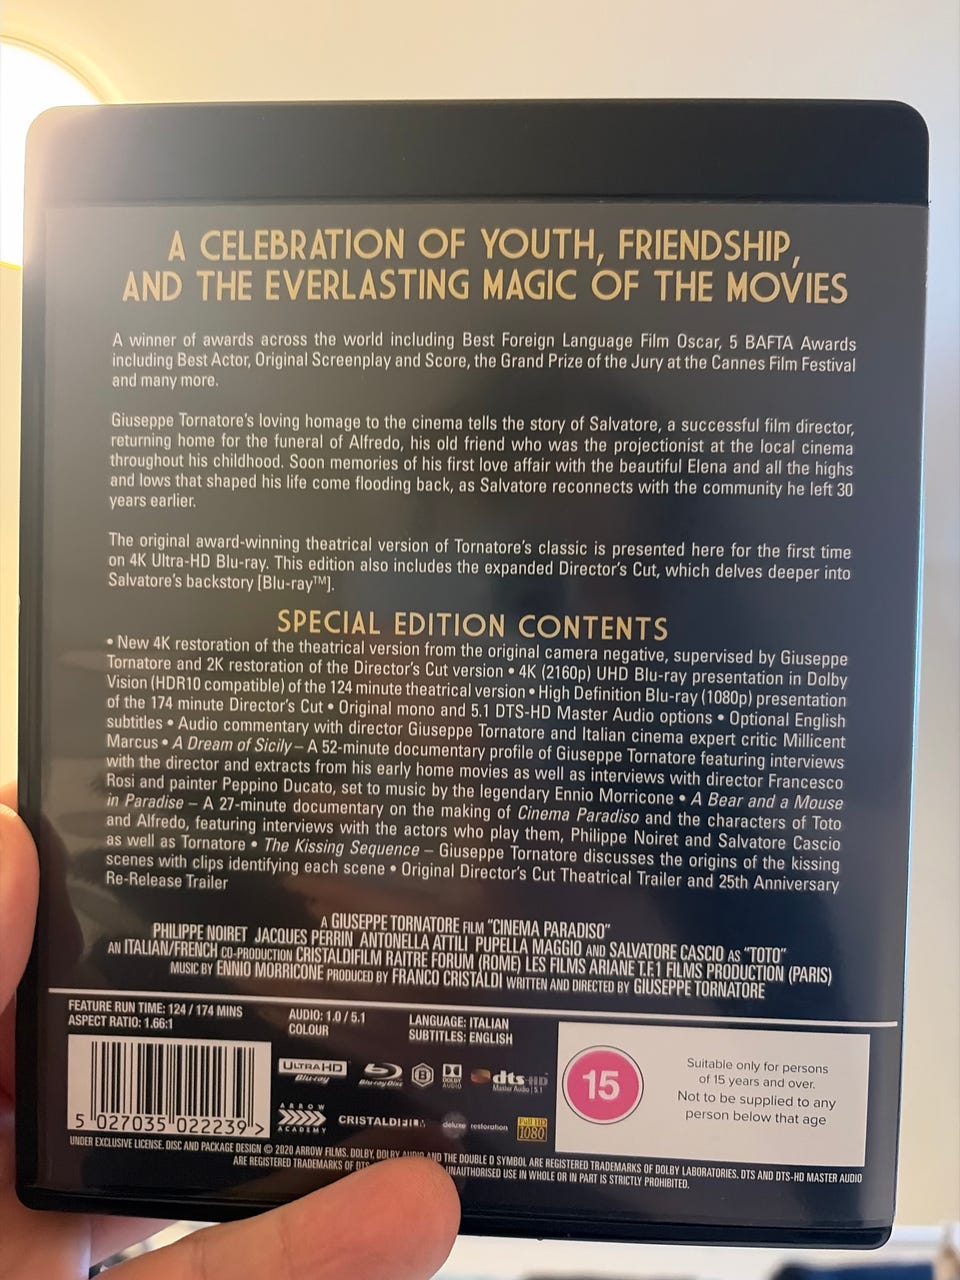 A CELEBRATION OF YOUTH, FRIENDSHIP,
AND THE EVERLASTING MAGIC OF THE MOVIES
A winner of awards across the world including Best Foreign Language Film Oscar, 5 BAFTA Awards
including Best Actor, Original Screenplay and Score, the Grand Prize of the Jury at the Cannes Film Festival
and many more.
Giuseppe Tornatore's loving homage to the cinema tells the story of Salvatore, a successful film director,
returning home for the funeral of Alfredo, his old friend who was the projectionist at the local cinema
throughout his childhood. Soon memories of his first love affair with the beautiful Elena and all the highs
and lows that shaped his life come flooding back, as Salvatore reconnects with the community he left 30
years earlier.
The original award-winning theatrical version of Tornatore's classic is presented here for the first time
on 4K Ultra-HD Blu-ray. This edition also includes the expanded Director's Cut, which delves deeper into
Salvatore's backstory [Blu-ray™].
SPECIAL EDITION CONTENTS
• New 4K restoration of the theatrical version from the original camera negative, supervised by Giuseppe
Tornatore and 2K restoration of the Director's Cut version • 4K (2160p) UHD Blu-ray presentation in Dolby
Vision (HDR10 compatible) of the 124 minute theatrical version • High Definition Blu-ray (1080p) presentation
of the 174 minute Director's Cut • Original mono and 5.1 DTS-HD Master Audio options • Optional English
subtitles • Audio commentary with director Giuseppe Tornatore and Italian cinema expert critic Millicent
Marcus • A Dream of Sicily – A 52-minute documentary profile of Giuseppe Tornatore featuring interviews
with the director and extracts from his early home movies as well as interviews with director Francesco
Rosi and painter Peppino Ducato, set to music by the legendary Ennio Morricone • A Bear and a Mouse
in Paradise – A 27-minute documentary on the making of Cinema Paradiso and the characters of Toto
and Alfredo, featuring interviews with the actors who play them, Philippe Noiret and Salvatore Cascio
as well as Tornatore • The Kissing Sequence – Giuseppe Tornatore discusses the origins of the kissing
scenes with clips identifying each scene • Original Director's Cut Theatrical Trailer and 25th Anniversary
Re-Release Trailer
A GIUSEPPE TORNATORE FILM "CINEMA PARADISO"
PHILIPPE NOIRET JACQUES PERRIN ANTONELLA ATTILI PUPELLA MAGGIO AND SALVATORE CASCIO AS "TOTO"
AN ITALIAN/FRENCH CO-PRODUCTION CRISTALDIFILM RAITRE FORUM (ROME) LES FILMS ARIANE T.F.1 FILMS PRODUCTION (PARIS)
MUSIC BY ENNIO MORRICONE PRODUCED BY FRANCO CRISTALDI WRITTEN AND DIRECTED BY GIUSEPPE TORNATORE
FEATURE RUN TIME: 124 / 174 MINS
ASPECT RATIO: 1.66:1
AUDIO: 1.0 / 5.1
COLOUR
LANGUAGE: ITALIAN
SUBTITLES: ENGLISH
5 027035 022239 >
ULTRA HD
Blu-ray
Blu-ray Disc
B
DOLBY
AUDIO
dts-HD
Master Audio | 5.1
ARROW
ACADEMY
CRISTALDIFILM
deluxe restoration
Full HD
1080
15
Suitable only for persons
of 15 years and over.
Not to be supplied to any
person below that age
UNDER EXCLUSIVE LICENSE. DISC AND PACKAGE DESIGN © 2020 ARROW FILMS. DOLBY, DOLBY AUDIO AND THE DOUBLE D SYMBOL ARE REGISTERED TRADEMARKS OF DOLBY LABORATORIES. DTS AND DTS-HD MASTER AUDIO
ARE REGISTERED TRADEMARKS OF DTS UNAUTHORISED USE IN WHOLE OR IN PART IS STRICTLY PROHIBITED.